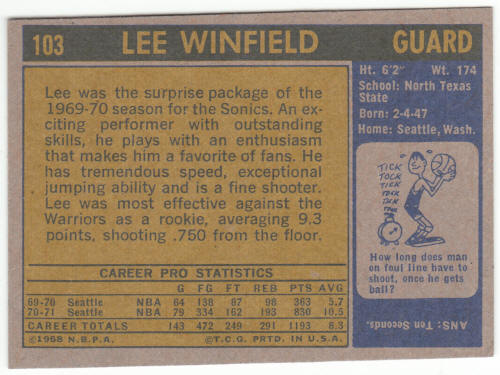 103 LEE WINFIELD GUARD
Lee was the surprise package of the
1969-70 season for the Sonics. An ex-
citing performer with outstanding
skills, he plays with an enthusiasm
that makes him a favorite of fans. He
has tremendous speed, exceptional
jumping ability and is a fine shooter.
Lee was most effective against the
Warriors as a rookie, averaging 9.3
points, shooting .750 from the floor.
CAREER PRO STATISTICS
G FG FT REB PTS AVG
69-70 Seattle NBA 64 138 87 98 363 5.7
70-71 Seattle NBA 79 334 162 193 830 10.5
CAREER TOTALS 143 472 249 291 1193 8.3
©1968 N.B.P.A. ©T.C.G. PRTD. IN U.S.A.
Ht. 6'2" Wt. 174
School: North Texas
State
Born: 2-4-47
Home: Seattle, Wash.
TICK
TOCK
TICK
TOCK
TICK
TOCK
How long does man
on foul line have to
shoot, once he gets
ball?
ANS: Ten Seconds.